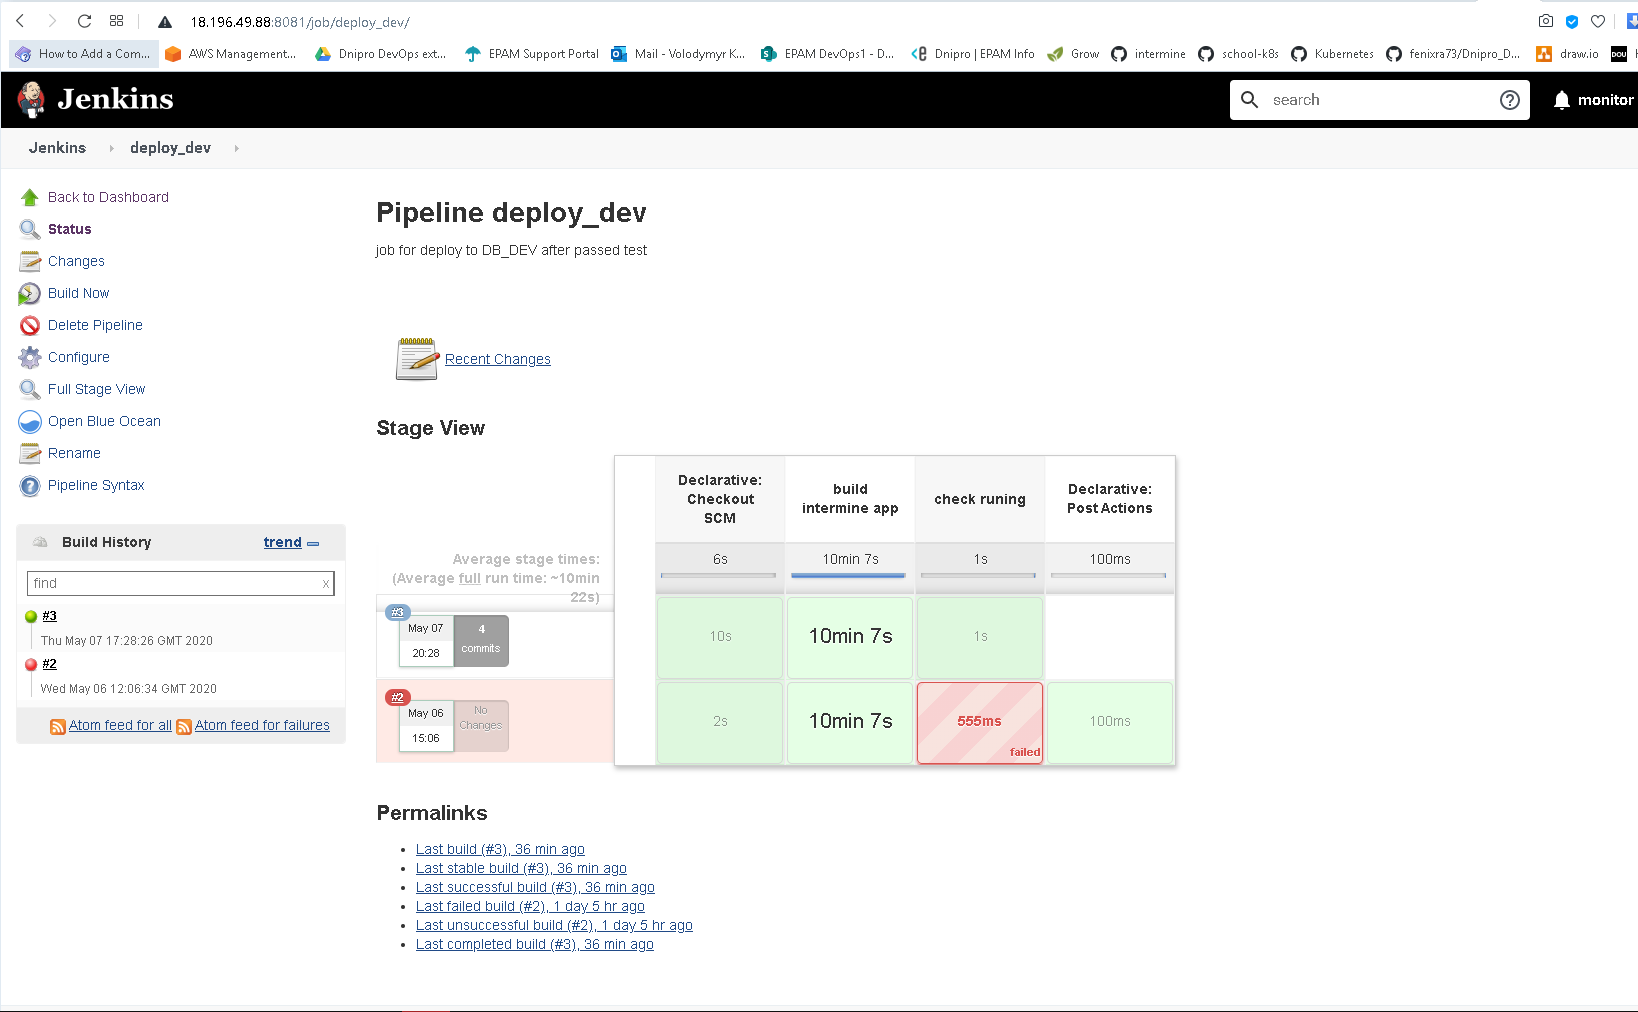 18.196.49.88:8081/job/deploy_dev/
How to Add a Com...
AWS Management...
Dnipro DevOps ext...
EPAM Support Portal
Mail - Volodymyr K...
EPAM DevOps1 - D...
Dnipro | EPAM Info
Grow
intermine
school-k8s
Kubernetes
fenixra73/Dnipro_D...
draw.io
DOU
Jenkins
search
monitor
Jenkins
deploy_dev
Back to Dashboard
Status
Changes
Build Now
Delete Pipeline
Configure
Full Stage View
Open Blue Ocean
Rename
Pipeline Syntax
Build History
trend
find
x
#3
Thu May 07 17:28:26 GMT 2020
#2
Wed May 06 12:06:34 GMT 2020
Atom feed for all
Atom feed for failures
Pipeline deploy_dev
job for deploy to DB_DEV after passed test
Recent Changes
Stage View
Declarative:
Checkout
SCM
build
intermine app
check runing
Declarative:
Post Actions
Average stage times:
(Average full run time: ~10min
22s)
6s
10min 7s
1s
100ms
#3
May 07
20:28
4
commits
10s
10min 7s
1s
#2
May 06
15:06
No
Changes
2s
10min 7s
555ms
failed
100ms
Permalinks
Last build (#3), 36 min ago
Last stable build (#3), 36 min ago
Last successful build (#3), 36 min ago
Last failed build (#2), 1 day 5 hr ago
Last unsuccessful build (#2), 1 day 5 hr ago
Last completed build (#3), 36 min ago